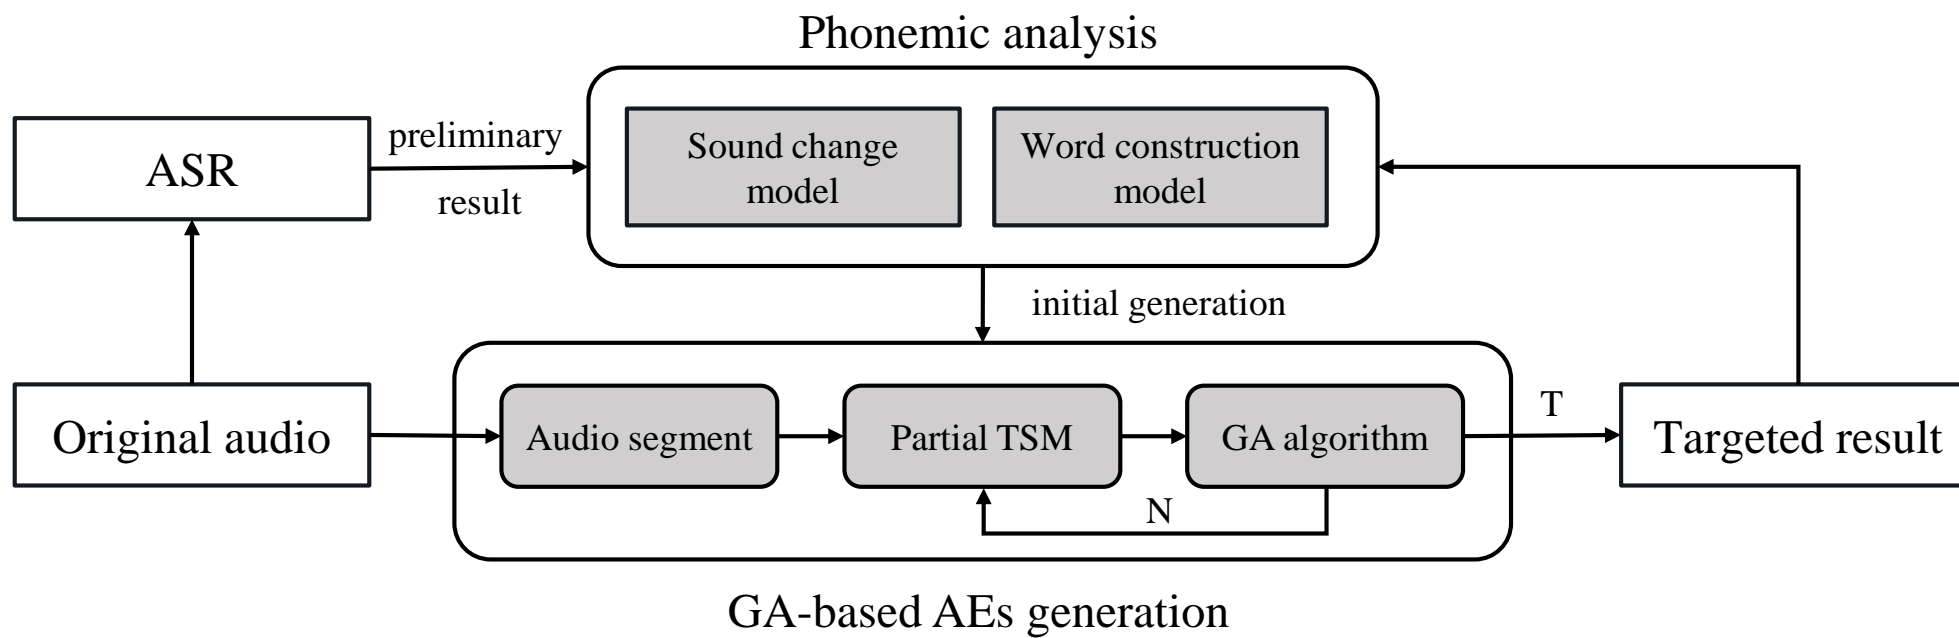 Phonemic analysis
ASR
preliminary
result
Sound change
model
Word construction
model
initial generation
Original audio
Audio segment
Partial TSM
GA algorithm
N
T
Targeted result
GA-based AEs generation